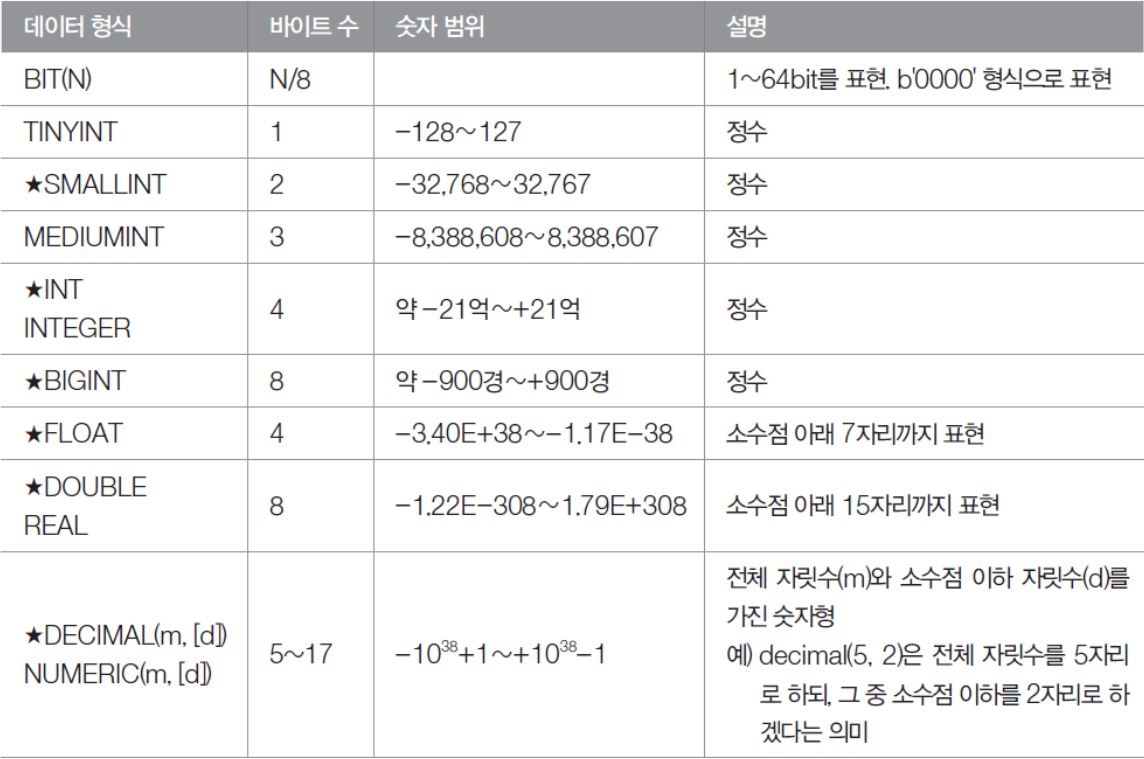 데이터 형식 바이트 수 숫자 범위 설명
BIT(N) N/8 1~64bit를 표현. b'0000' 형식으로 표현
TINYINT 1 -128~127 정수
★SMALLINT 2 -32,768~32,767 정수
MEDIUMINT 3 -8,388,608~8,388,607 정수
★INT
INTEGER 4 약 -21억~+21억 정수
★BIGINT 8 약 -900경~+900경 정수
★FLOAT 4 -3.40E+38~-1.17E-38 소수점 아래 7자리까지 표현
★DOUBLE
REAL 8 -1.22E-308~1.79E+308 소수점 아래 15자리까지 표현
★DECIMAL(m, [d])
NUMERIC(m, [d]) 5~17 -10³⁸+1~+10³⁸-1 전체 자릿수(m)와 소수점 이하 자릿수(d)를
가진 숫자형
예) decimal(5, 2)은 전체 자릿수를 5자리
로 하되, 그 중 소수점 이하를 2자리로 하
겠다는 의미